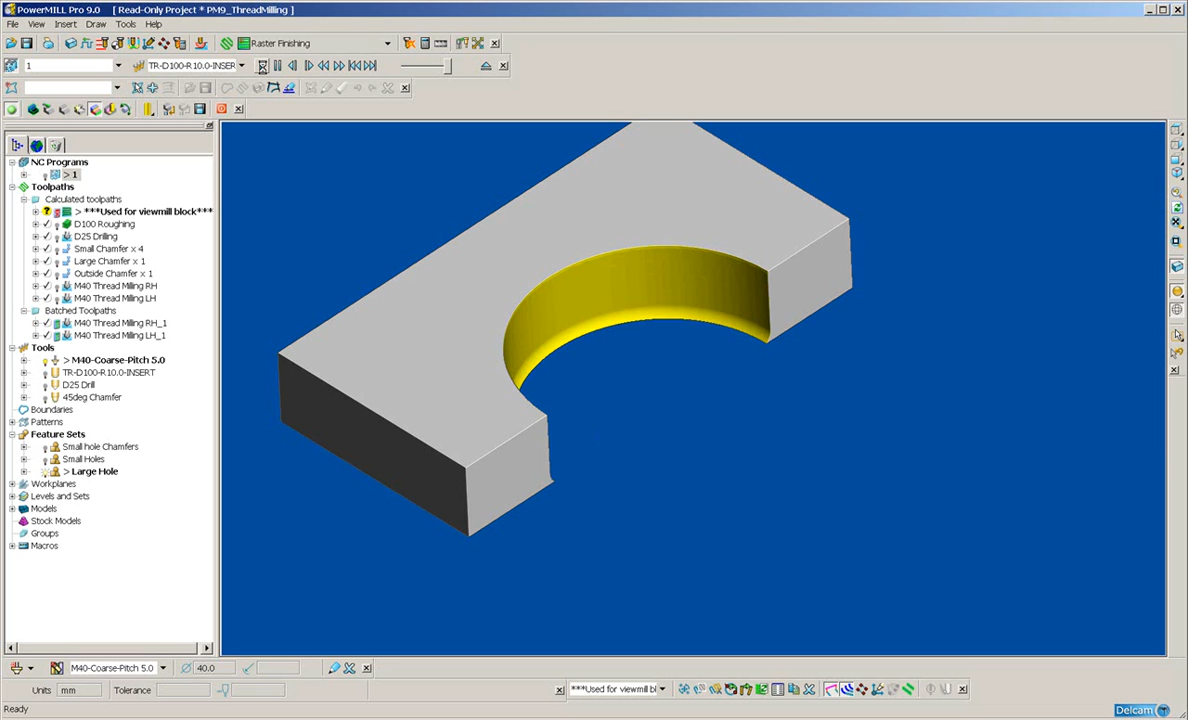 PowerMILL Pro 9.0 [ Read-Only Project * PM9_ThreadMilling ]
File View Insert Draw Tools Help
Raster Finishing
1 TR-D100-R10.0-INSER
NC Programs
> 1
Toolpaths
Calculated toolpaths
> ***Used for viewmill block***
D100 Roughing
D25 Drilling
Small Chamfer x 4
Large Chamfer x 1
Outside Chamfer x 1
M40 Thread Milling RH
M40 Thread Milling LH
Batched Toolpaths
M40 Thread Milling RH_1
M40 Thread Milling LH_1
Tools
> M40-Coarse-Pitch 5.0
TR-D100-R10.0-INSERT
D25 Drill
45deg Chamfer
Boundaries
Patterns
Feature Sets
Small hole Chamfers
Small Holes
> Large Hole
Workplanes
Levels and Sets
Models
Stock Models
Groups
Macros
M40-Coarse-Pitch 5.0 40.0
Units mm Tolerance ***Used for viewmill bl
Ready Delcam